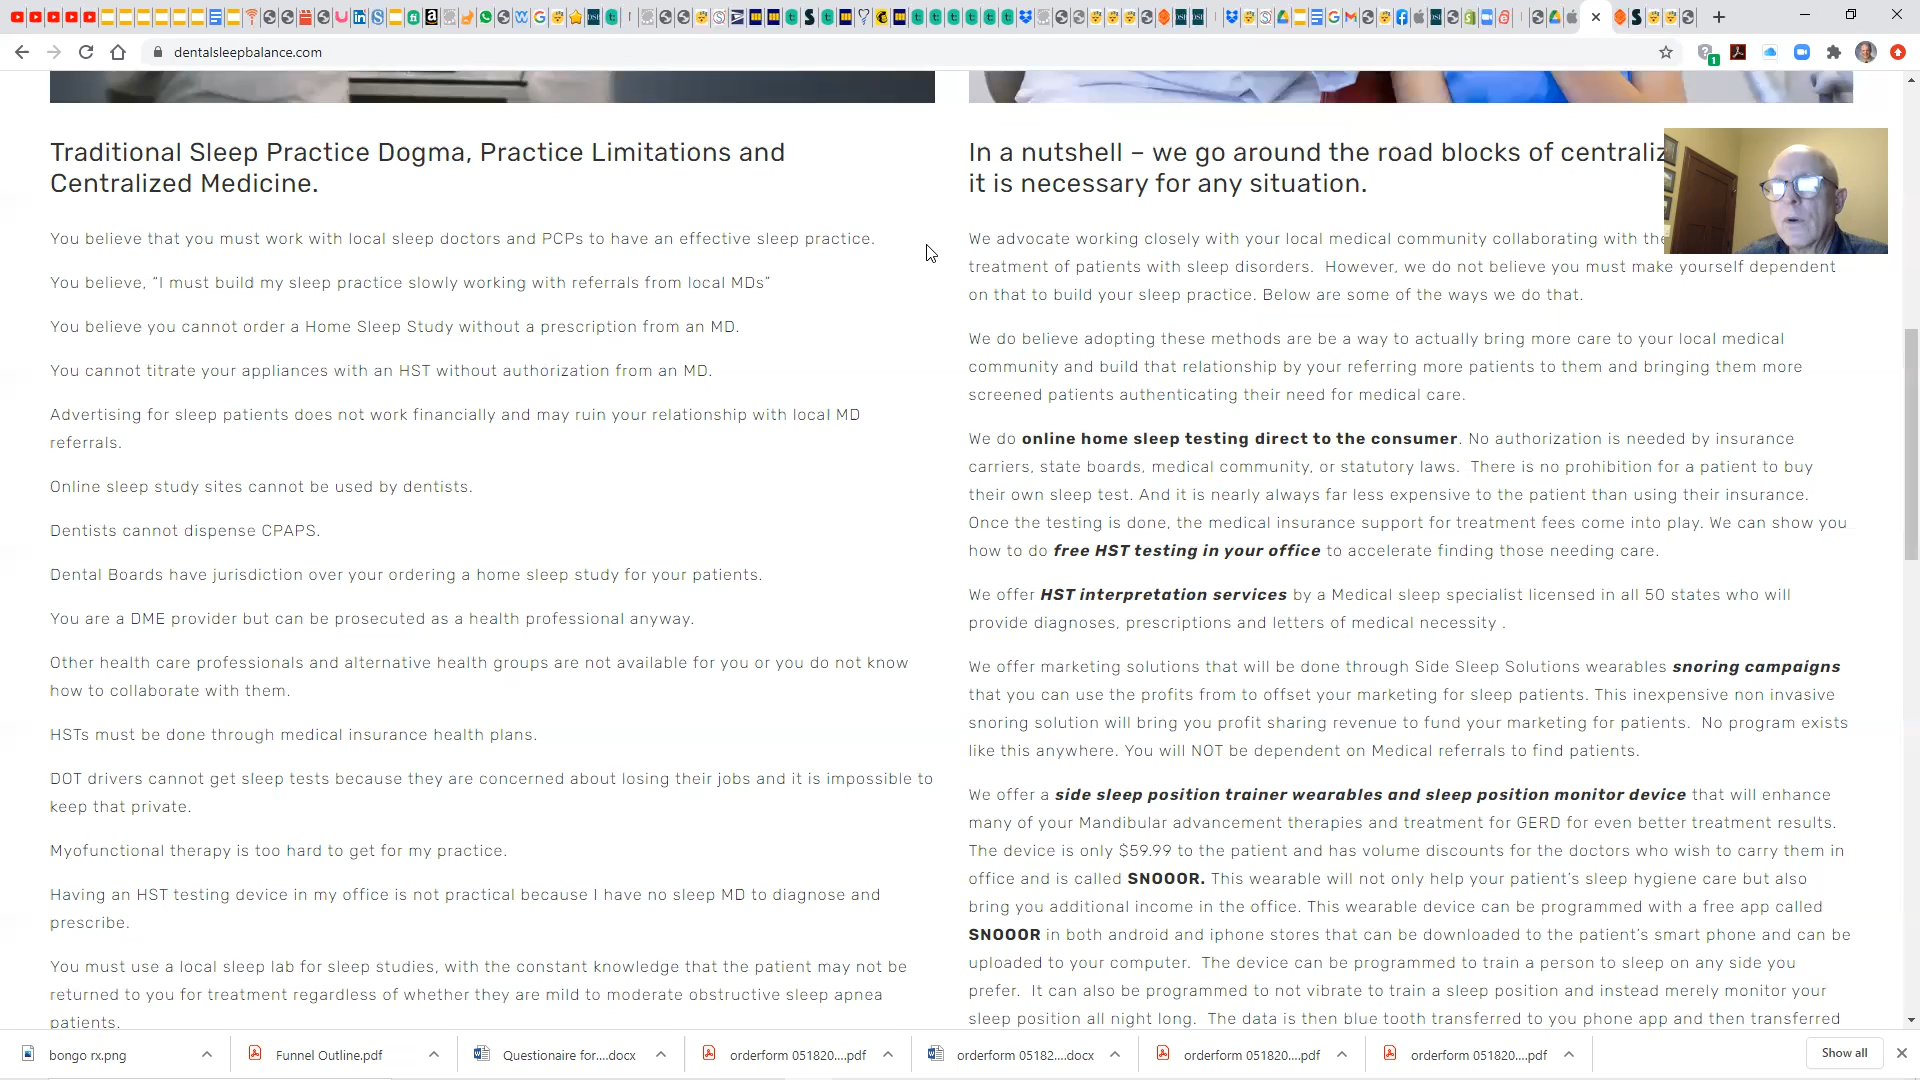 dentalsleepbalance.com
1
Traditional Sleep Practice Dogma, Practice Limitations and
Centralized Medicine.
You believe that you must work with local sleep doctors and PCPs to have an effective sleep practice.
You believe, “I must build my sleep practice slowly working with referrals from local MDs”
You believe you cannot order a Home Sleep Study without a prescription from an MD.
You cannot titrate your appliances with an HST without authorization from an MD.
Advertising for sleep patients does not work financially and may ruin your relationship with local MD
referrals.
Online sleep study sites cannot be used by dentists.
Dentists cannot dispense CPAPS.
Dental Boards have jurisdiction over your ordering a home sleep study for your patients.
You are a DME provider but can be prosecuted as a health professional anyway.
Other health care professionals and alternative health groups are not available for you or you do not know
how to collaborate with them.
HSTs must be done through medical insurance health plans.
DOT drivers cannot get sleep tests because they are concerned about losing their jobs and it is impossible to
keep that private.
Myofunctional therapy is too hard to get for my practice.
Having an HST testing device in my office is not practical because I have no sleep MD to diagnose and
prescribe.
You must use a local sleep lab for sleep studies, with the constant knowledge that the patient may not be
returned to you for treatment regardless of whether they are mild to moderate obstructive sleep apnea
patients.
In a nutshell – we go around the road blocks of centraliz
it is necessary for any situation.
We advocate working closely with your local medical community collaborating with the
treatment of patients with sleep disorders. However, we do not believe you must make yourself dependent
on that to build your sleep practice. Below are some of the ways we do that.
We do believe adopting these methods are be a way to actually bring more care to your local medical
community and build that relationship by your referring more patients to them and bringing them more
screened patients authenticating their need for medical care.
We do online home sleep testing direct to the consumer. No authorization is needed by insurance
carriers, state boards, medical community, or statutory laws. There is no prohibition for a patient to buy
their own sleep test. And it is nearly always far less expensive to the patient than using their insurance.
Once the testing is done, the medical insurance support for treatment fees come into play. We can show you
how to do free HST testing in your office to accelerate finding those needing care.
We offer HST interpretation services by a Medical sleep specialist licensed in all 50 states who will
provide diagnoses, prescriptions and letters of medical necessity .
We offer marketing solutions that will be done through Side Sleep Solutions wearables snoring campaigns
that you can use the profits from to offset your marketing for sleep patients. This inexpensive non invasive
snoring solution will bring you profit sharing revenue to fund your marketing for patients. No program exists
like this anywhere. You will NOT be dependent on Medical referrals to find patients.
We offer a side sleep position trainer wearables and sleep position monitor device that will enhance
many of your Mandibular advancement therapies and treatment for GERD for even better treatment results.
The device is only $59.99 to the patient and has volume discounts for the doctors who wish to carry them in
office and is called SNOOOR. This wearable will not only help your patient’s sleep hygiene care but also
bring you additional income in the office. This wearable device can be programmed with a free app called
SNOOOR in both android and iphone stores that can be downloaded to the patient’s smart phone and can be
uploaded to your computer. The device can be programmed to train a person to sleep on any side you
prefer. It can also be programmed to not vibrate to train a sleep position and instead merely monitor your
sleep position all night long. The data is then blue tooth transferred to you phone app and then transferred
bongo rx.png
Funnel Outline.pdf
Questionaire for....docx
orderform 051820....pdf
orderform 05182....docx
orderform 051820....pdf
orderform 051820....pdf
Show all